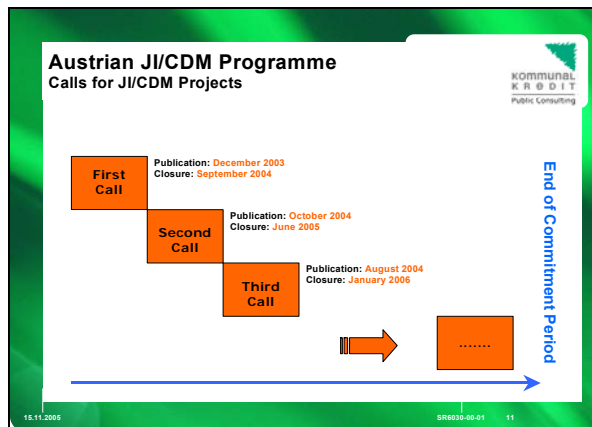 Austrian JI/CDM Programme
Calls for JI/CDM Projects
KOMMUNAL
KREDIT
Public Consulting
First
Call
Publication: December 2003
Closure: September 2004
Second
Call
Publication: October 2004
Closure: June 2005
Third
Call
Publication: August 2004
Closure: January 2006
.......
End of Commitment Period
15.11.2005
SR6030-00-01 11